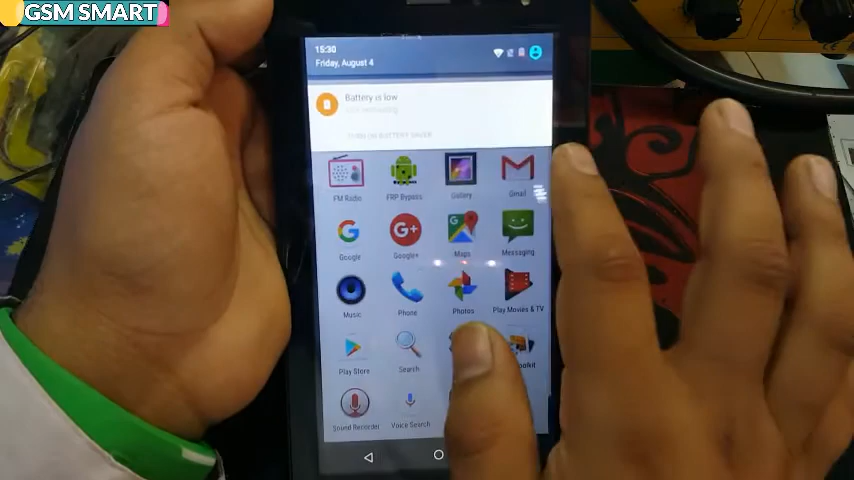 GSM SMART
15:30
Friday, August 4
Battery is low
TURN ON BATTERY SAVER
FM Radio FRP Bypass Gallery Gmail
Google Google+ Maps Messaging
Music Phone Photos Play Movies & TV
Play Store Search
Sound Recorder Voice Search